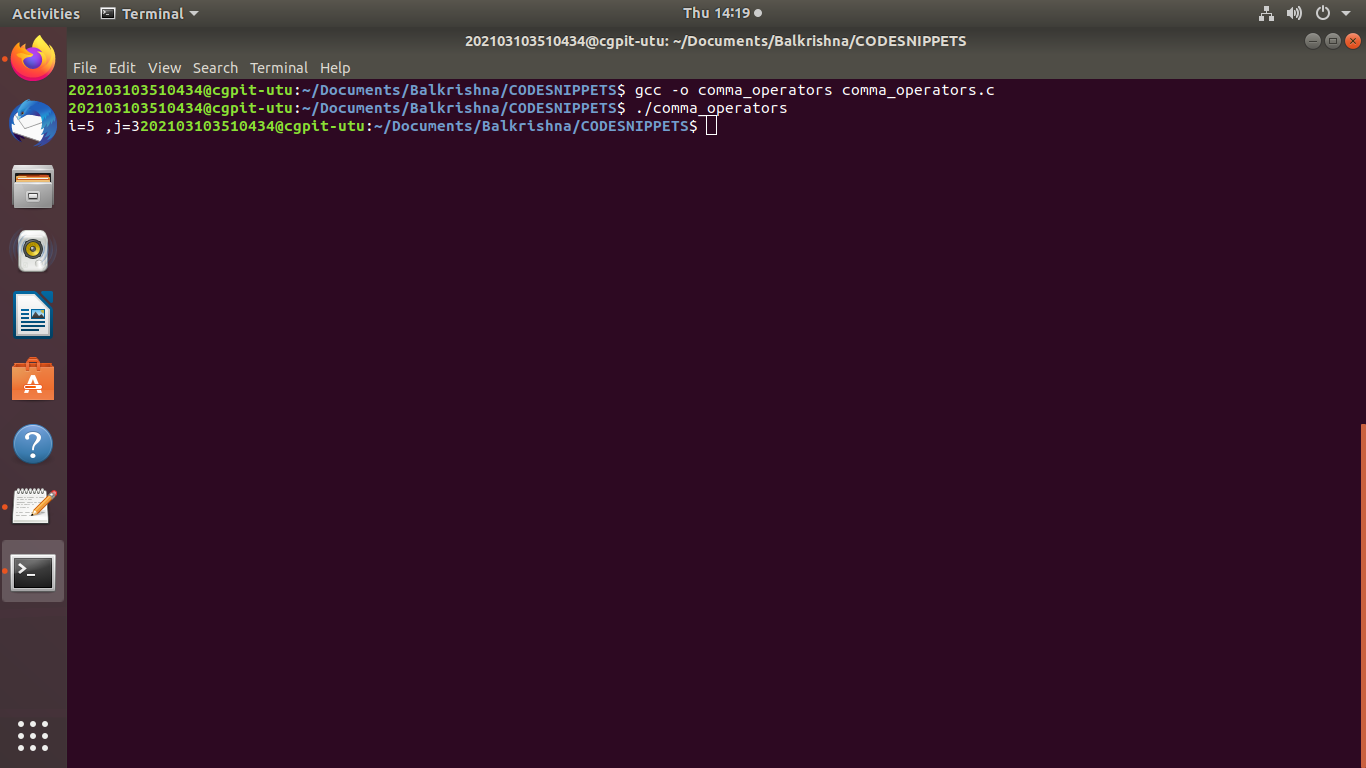 Activities Terminal Thu 14:19
202103103510434@cgpit-utu: ~/Documents/Balkrishna/CODESNIPPETS
File Edit View Search Terminal Help
202103103510434@cgpit-utu:~/Documents/Balkrishna/CODESNIPPETS$ gcc -o comma_operators comma_operators.c
202103103510434@cgpit-utu:~/Documents/Balkrishna/CODESNIPPETS$ ./comma_operators
i=5 ,j=3202103103510434@cgpit-utu:~/Documents/Balkrishna/CODESNIPPETS$